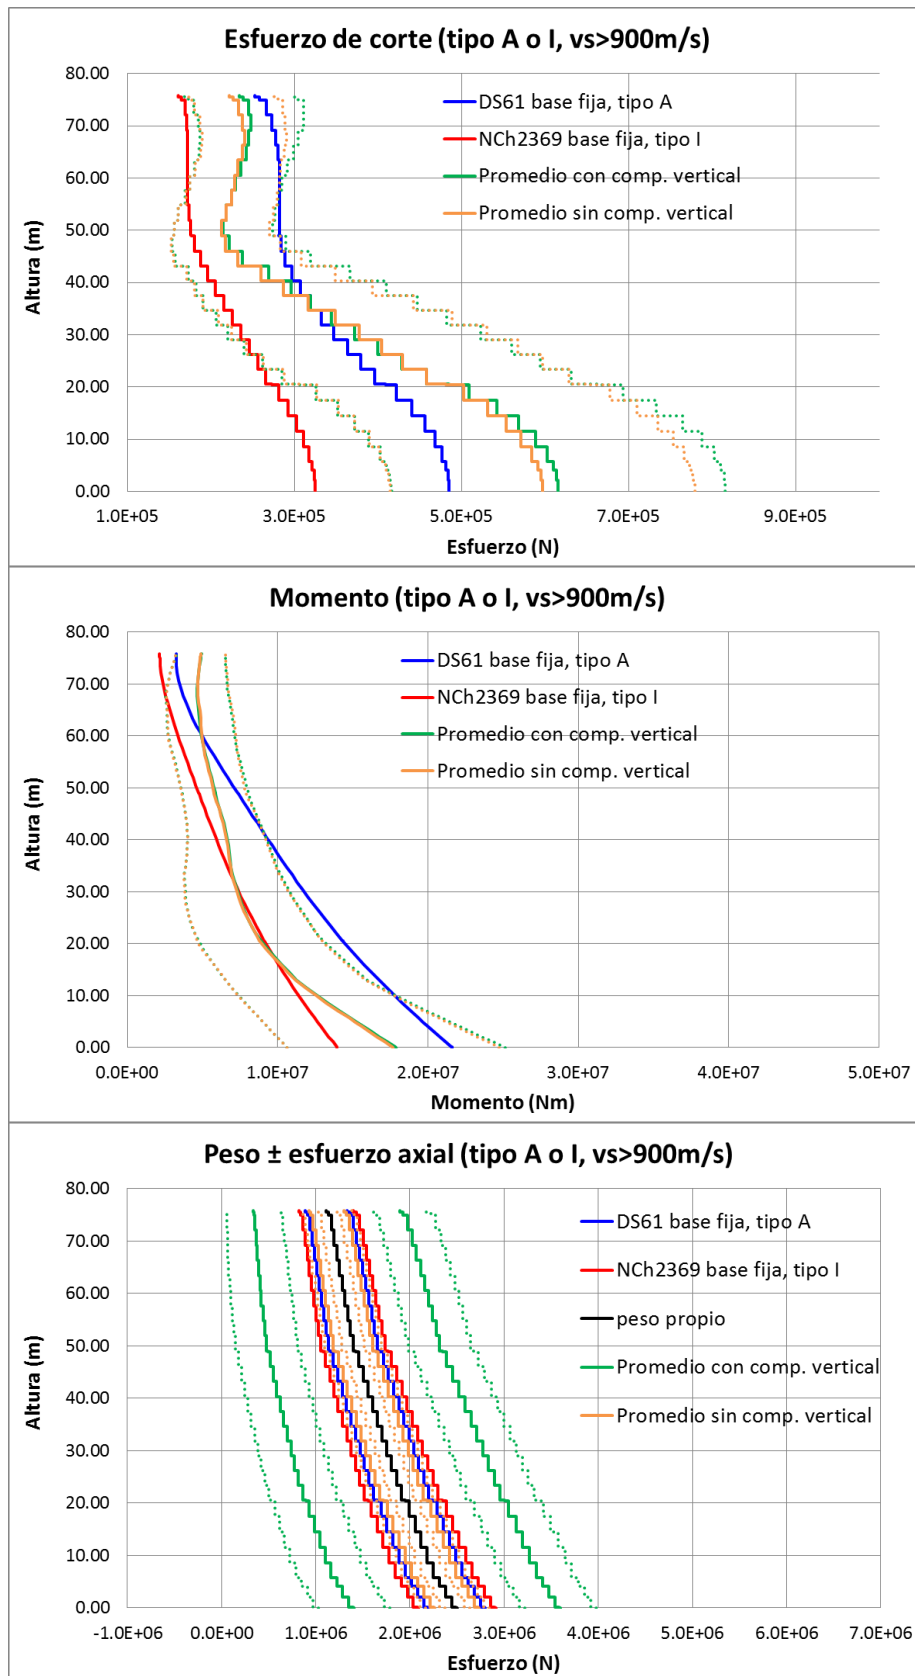 Esfuerzo de corte (tipo A o I, vs>900m/s)
80.00
70.00
60.00
50.00
40.00
30.00
20.00
10.00
0.00
Altura (m)
DS61 base fija, tipo A
NCh2369 base fija, tipo I
Promedio con comp. vertical
Promedio sin comp. vertical
1.0E+05 3.0E+05 5.0E+05 7.0E+05 9.0E+05
Esfuerzo (N)
Momento (tipo A o I, vs>900m/s)
80.00
70.00
60.00
50.00
40.00
30.00
20.00
10.00
0.00
Altura (m)
DS61 base fija, tipo A
NCh2369 base fija, tipo I
Promedio con comp. vertical
Promedio sin comp. vertical
0.0E+00 1.0E+07 2.0E+07 3.0E+07 4.0E+07 5.0E+07
Momento (Nm)
Peso ± esfuerzo axial (tipo A o I, vs>900m/s)
80.00
70.00
60.00
50.00
40.00
30.00
20.00
10.00
0.00
Altura (m)
DS61 base fija, tipo A
NCh2369 base fija, tipo I
peso propio
Promedio con comp. vertical
Promedio sin comp. vertical
-1.0E+06 0.0E+00 1.0E+06 2.0E+06 3.0E+06 4.0E+06 5.0E+06 6.0E+06 7.0E+06
Esfuerzo (N)